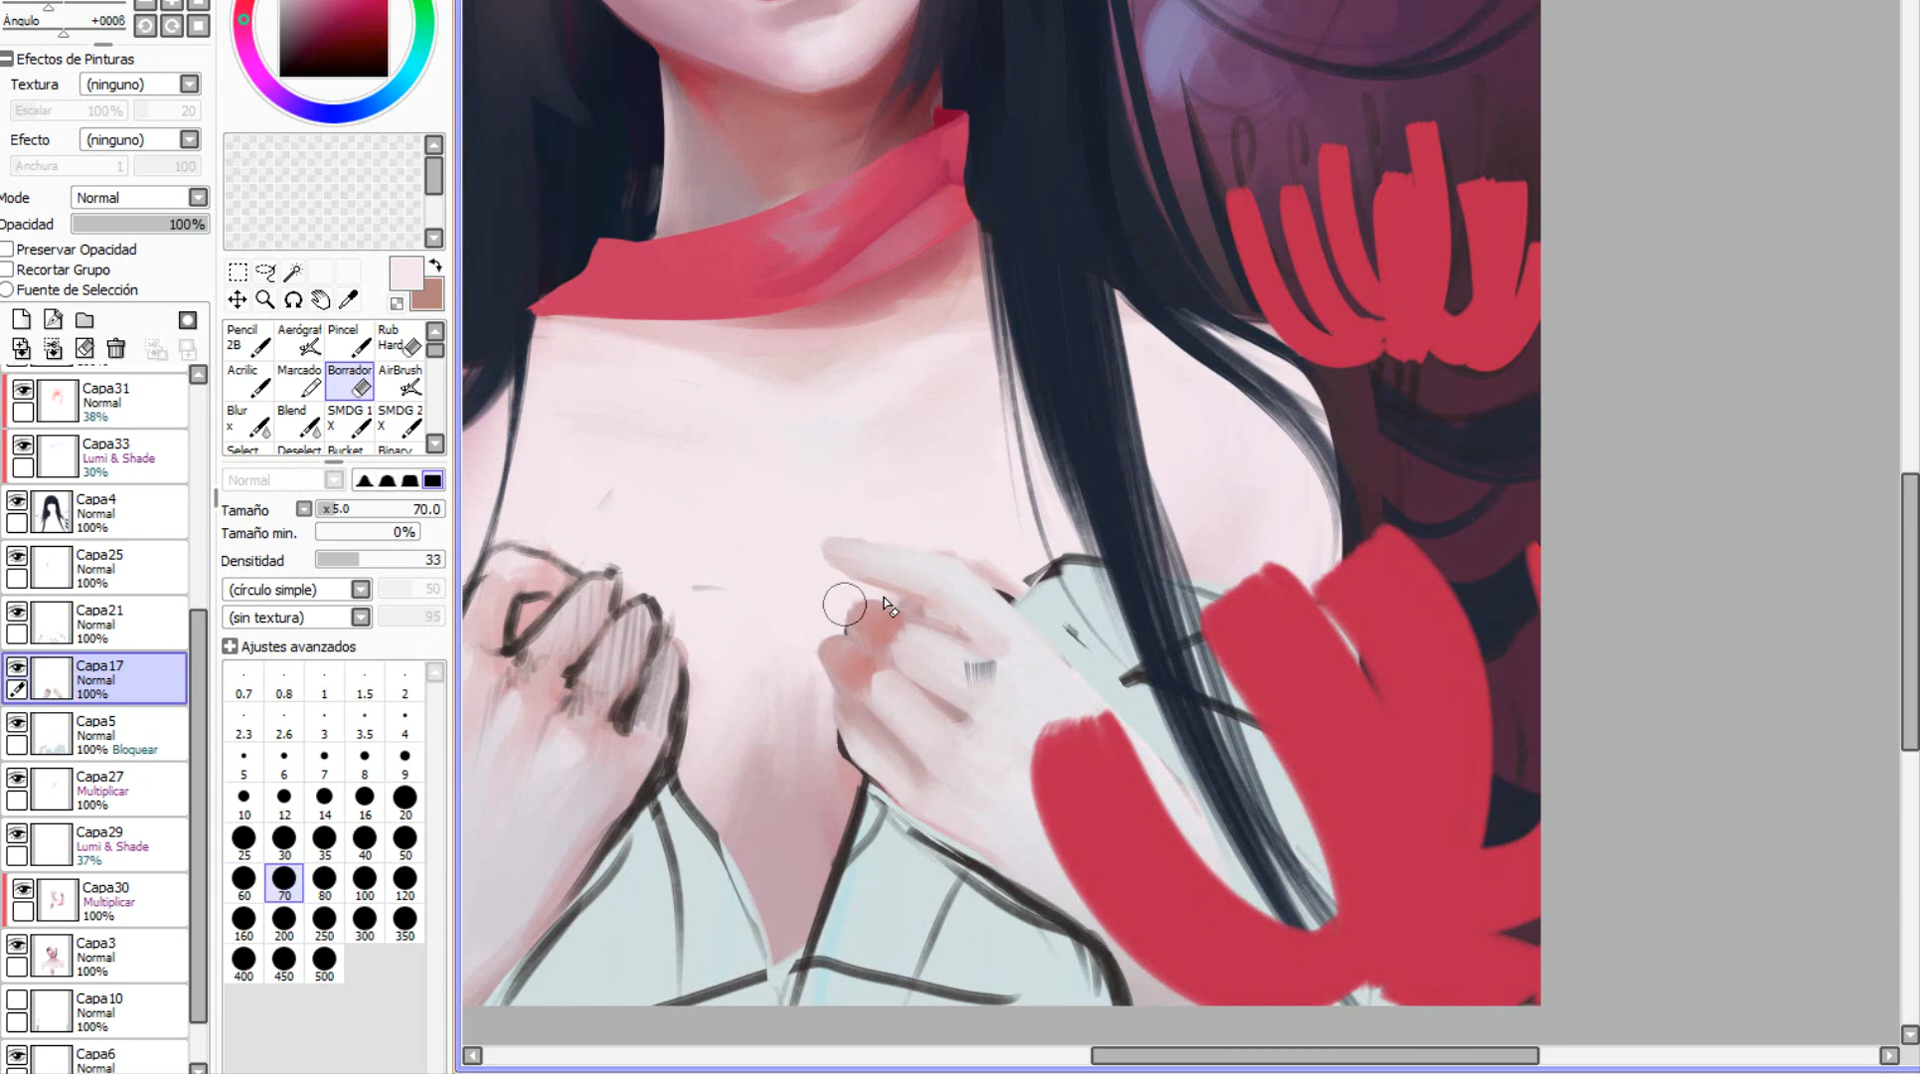 Ángulo +0006
Efectos de Pinturas
Textura (ninguno)
Escalar 100% 20
Efecto (ninguno)
Anchura 1 100
Mode Normal
Opacidad 100%
Preservar Opacidad
Recortar Grupo
Fuente de Selección
Capa31
Normal
38%
Capa33
Lumi & Shade
30%
Capa4
Normal
100%
Capa25
Normal
100%
Capa21
Normal
100%
Capa17
Normal
100%
Capa5
Normal
100% Bloquear
Capa27
Multiplicar
100%
Capa29
Lumi & Shade
37%
Capa30
Multiplicar
100%
Capa3
Normal
100%
Capa10
Normal
100%
Capa6
Normal
Pencil 2B Aerógraf Pincel Rub Hard
Acrilic Marcado Borrador AirBrush
Blur x Blend SMDG 1 X SMDG 2 X
Select Deselect Bucket Binary
Normal
Tamaño x5.0 70.0
Tamaño min. 0%
Densitidad 33
(círculo simple) 50
(sin textura) 95
Ajustes avanzados
0.7 0.8 1 1.5 2
2.3 2.6 3 3.5 4
5 6 7 8 9
10 12 14 16 20
25 30 35 40 50
60 70 80 100 120
160 200 250 300 350
400 450 500